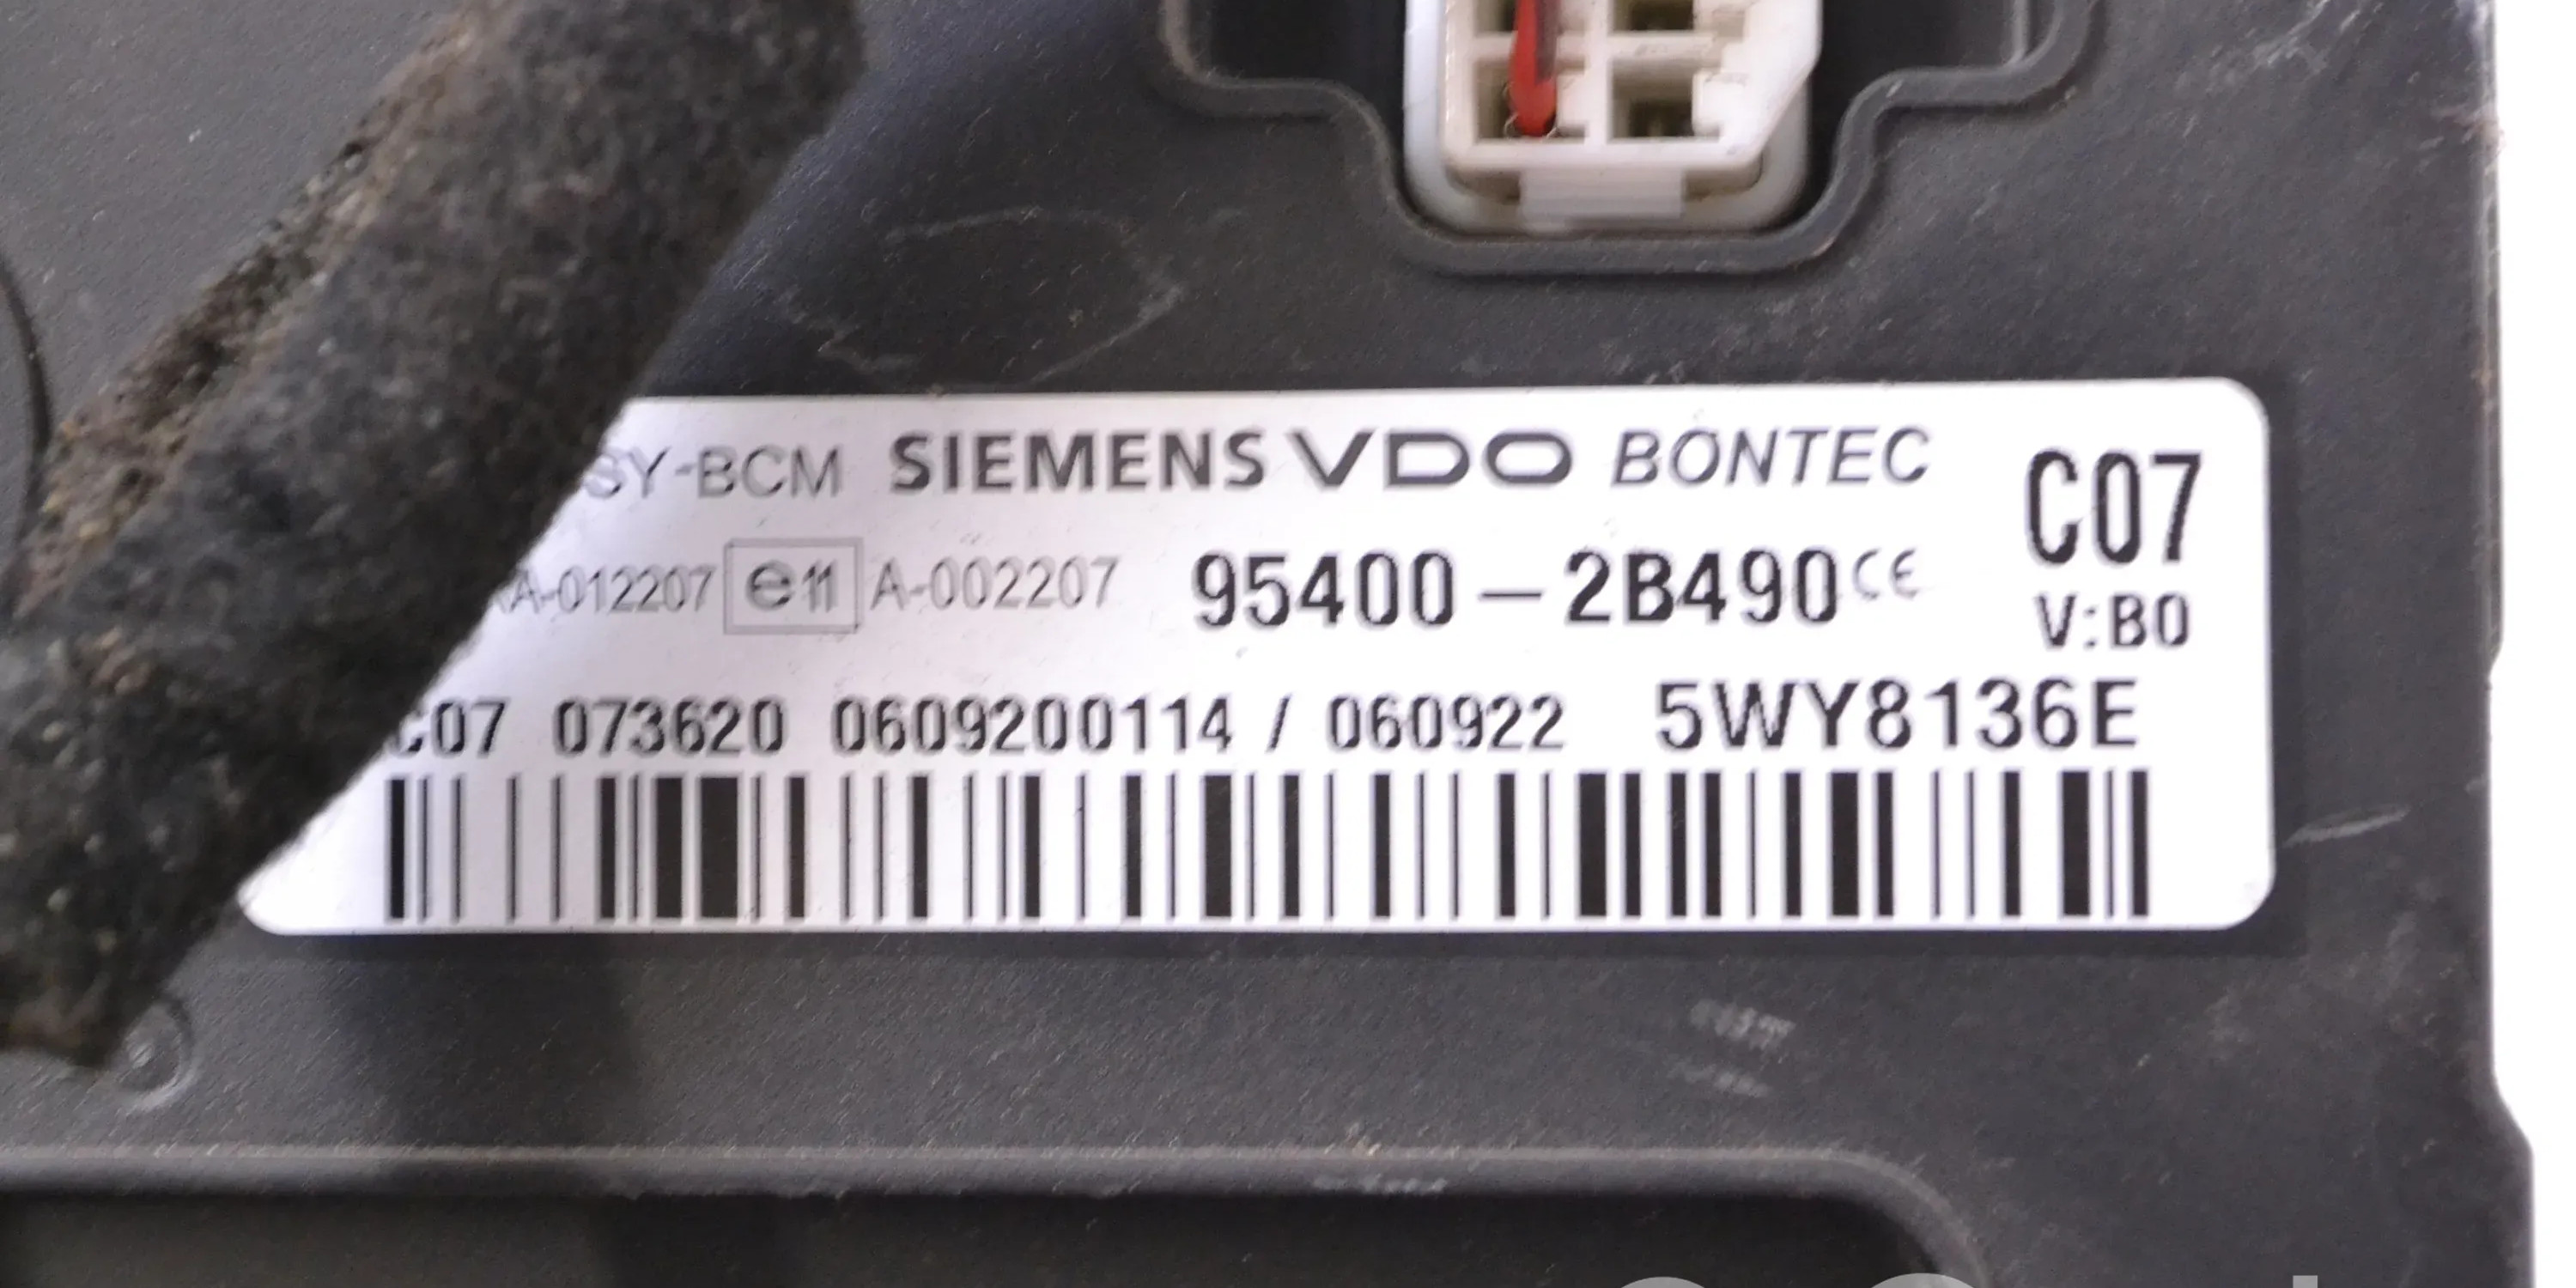 SY-BCM SIEMENS VDO BONTEC C07
A-012207 e11 A-002207 95400-2B490 CE V:B0
C07 073620 0609200114 / 060922 5WY8136E